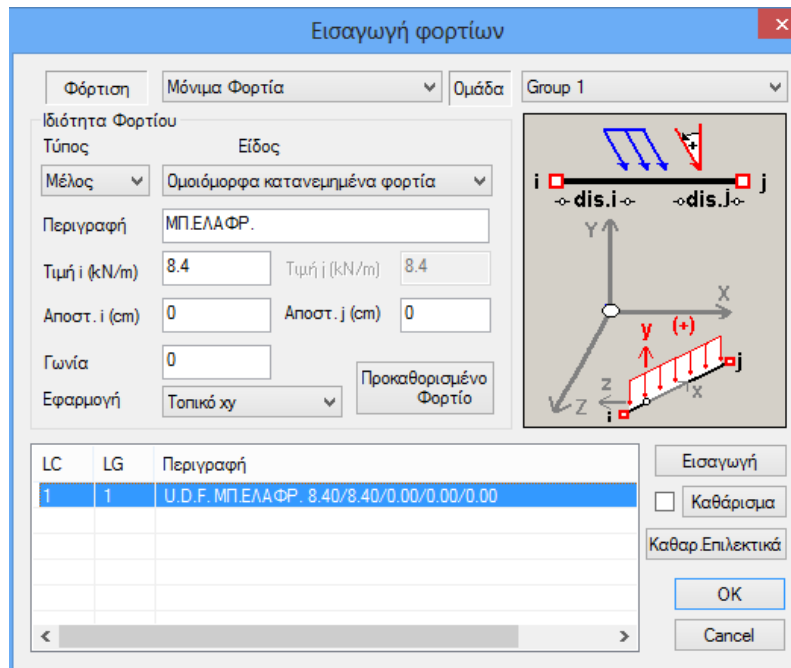 Εισαγωγή φορτίων
Φόρτιση Μόνιμα Φορτία Ομάδα Group 1
Ιδιότητα Φορτίου
Τύπος Είδος
Μέλος Ομοιόμορφα κατανεμημένα φορτία
Περιγραφή ΜΠ.ΕΛΑΦΡ.
Τιμή i (kN/m) 8.4 Τιμή j (kN/m) 8.4
Αποστ. i (cm) 0 Αποστ. j (cm) 0
Γωνία 0
Προκαθορισμένο
Φορτίο
Εφαρμογή Τοπικό xy
+
i j
dis.i dis.j
Y
X
y (+)
j
z
x
Z
i
LC LG Περιγραφή
1 1 U.D.F. ΜΠ.ΕΛΑΦΡ. 8.40/8.40/0.00/0.00/0.00
Εισαγωγή
Καθάρισμα
Καθαρ.Επιλεκτικά
OK
Cancel